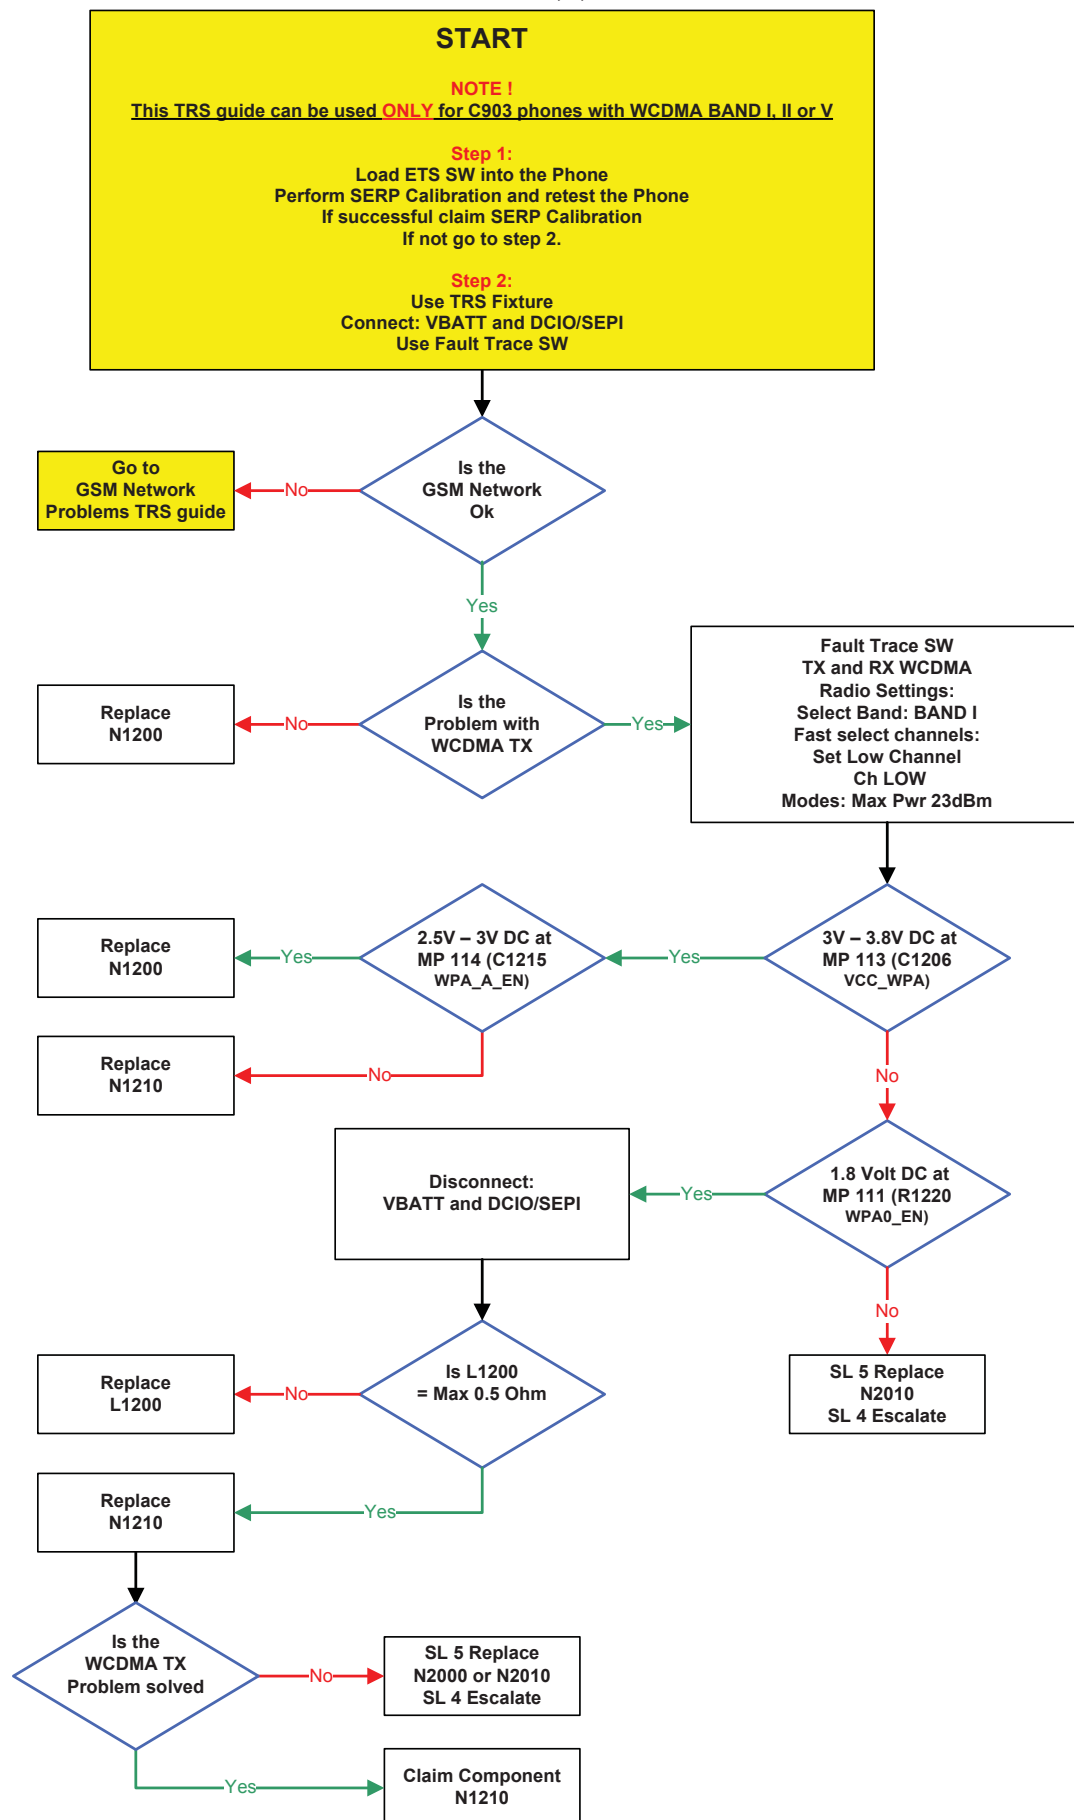 START
NOTE !
This TRS guide can be used ONLY for C903 phones with WCDMA BAND I, II or V
Step 1:
Load ETS SW into the Phone
Perform SERP Calibration and retest the Phone
If successful claim SERP Calibration
If not go to step 2.
Step 2:
Use TRS Fixture
Connect: VBATT and DCIO/SEPI
Use Fault Trace SW
Is the
GSM Network
Ok
No
Go to
GSM Network
Problems TRS guide
Yes
Is the
Problem with
WCDMA TX
No
Replace
N1200
Yes
Fault Trace SW
TX and RX WCDMA
Radio Settings:
Select Band: BAND I
Fast select channels:
Set Low Channel
Ch LOW
Modes: Max Pwr 23dBm
3V – 3.8V DC at
MP 113 (C1206
VCC_WPA)
Yes
2.5V – 3V DC at
MP 114 (C1215
WPA_A_EN)
Yes
Replace
N1200
No
Replace
N1210
No
1.8 Volt DC at
MP 111 (R1220
WPA0_EN)
Yes
Disconnect:
VBATT and DCIO/SEPI
No
SL 5 Replace
N2010
SL 4 Escalate
Is L1200
= Max 0.5 Ohm
No
Replace
L1200
Yes
Replace
N1210
Is the
WCDMA TX
Problem solved
No
SL 5 Replace
N2000 or N2010
SL 4 Escalate
Yes
Claim Component
N1210